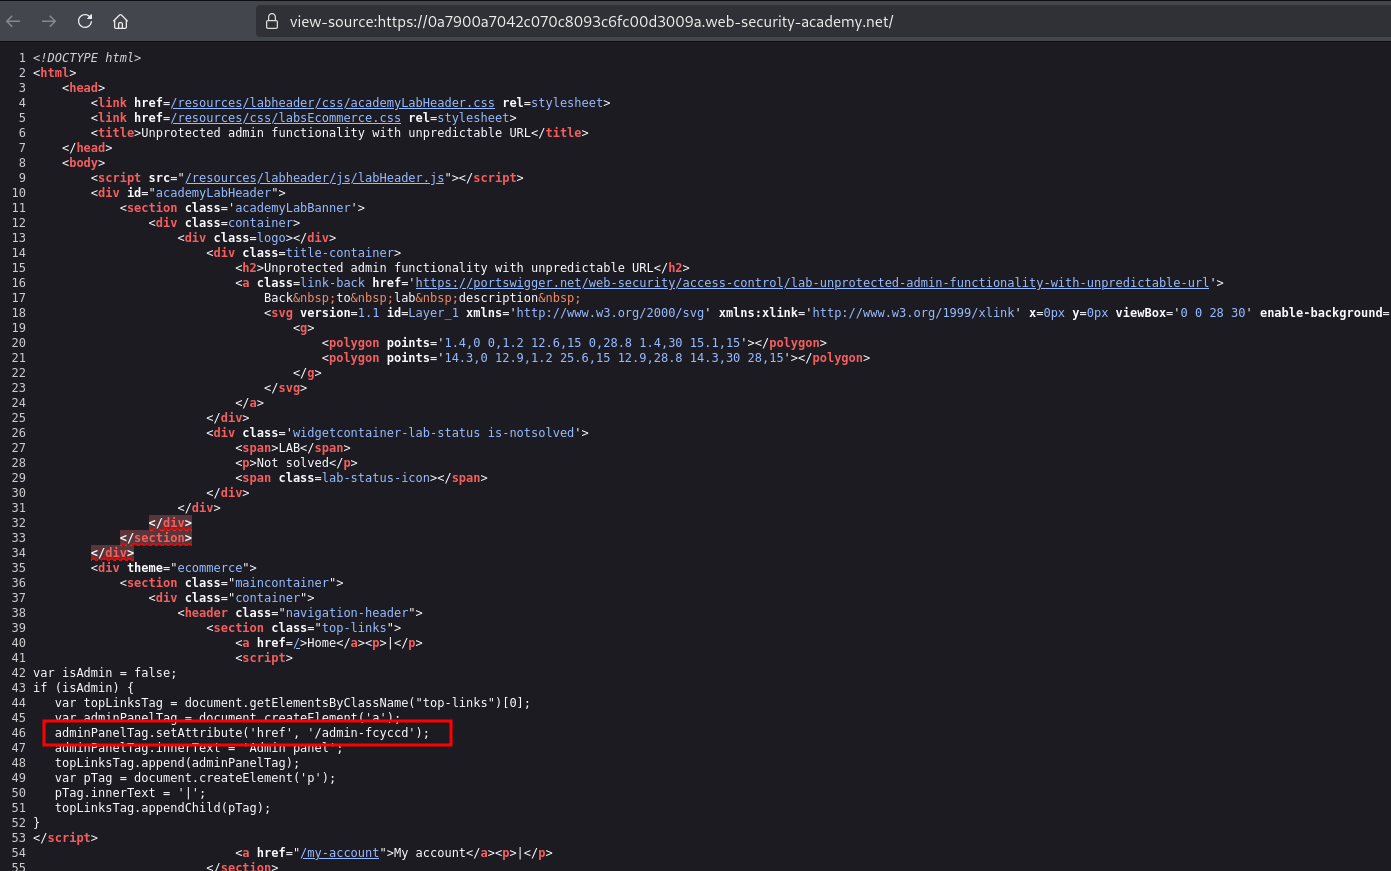 view-source:https://0a7900a7042c070c8093c6fc00d3009a.web-security-academy.net/
1 <!DOCTYPE html>
2 <html>
3 <head>
4 <link href=/resources/labheader/css/academyLabHeader.css rel=stylesheet>
5 <link href=/resources/css/labsEcommerce.css rel=stylesheet>
6 <title>Unprotected admin functionality with unpredictable URL</title>
7 </head>
8 <body>
9 <script src="/resources/labheader/js/labHeader.js"></script>
10 <div id="academyLabHeader">
11 <section class='academyLabBanner'>
12 <div class=container>
13 <div class=logo></div>
14 <div class=title-container>
15 <h2>Unprotected admin functionality with unpredictable URL</h2>
16 <a class=link-back href='https://portswigger.net/web-security/access-control/lab-unprotected-admin-functionality-with-unpredictable-url'>
17 Back&nbsp;to&nbsp;lab&nbsp;description&nbsp;
18 <svg version=1.1 id=Layer_1 xmlns='http://www.w3.org/2000/svg' xmlns:xlink='http://www.w3.org/1999/xlink' x=0px y=0px viewBox='0 0 28 30' enable-background=
19 <g>
20 <polygon points='1.4,0 0,1.2 12.6,15 0,28.8 1.4,30 15.1,15'></polygon>
21 <polygon points='14.3,0 12.9,1.2 25.6,15 12.9,28.8 14.3,30 28,15'></polygon>
22 </g>
23 </svg>
24 </a>
25 </div>
26 <div class='widgetcontainer-lab-status is-notsolved'>
27 <span>LAB</span>
28 <p>Not solved</p>
29 <span class=lab-status-icon></span>
30 </div>
31 </div>
32 </div>
33 </section>
34 </div>
35 <div theme="ecommerce">
36 <section class="maincontainer">
37 <div class="container">
38 <header class="navigation-header">
39 <section class="top-links">
40 <a href=/>Home</a><p>|</p>
41 <script>
42 var isAdmin = false;
43 if (isAdmin) {
44 var topLinksTag = document.getElementsByClassName("top-links")[0];
45 var adminPanelTag = document.createElement('a');
46 adminPanelTag.setAttribute('href', '/admin-fcyccd');
47 adminPanelTag.innerText = 'Admin panel';
48 topLinksTag.append(adminPanelTag);
49 var pTag = document.createElement('p');
50 pTag.innerText = '|';
51 topLinksTag.appendChild(pTag);
52 }
53 </script>
54 <a href="/my-account">My account</a><p>|</p>
55 </section>